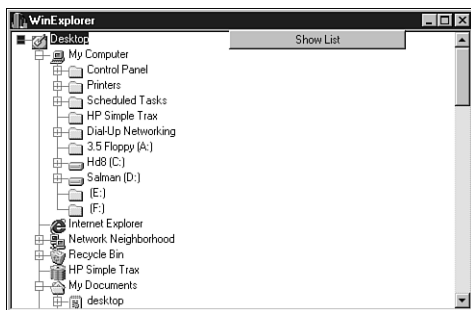 WinExplorer
Desktop
Show List
My Computer
Control Panel
Printers
Scheduled Tasks
HP Simple Trax
Dial-Up Networking
3.5 Floppy (A:)
Hd8 (C:)
Salman (D:)
(E:)
(F:)
Internet Explorer
Network Neighborhood
Recycle Bin
HP Simple Trax
My Documents
desktop